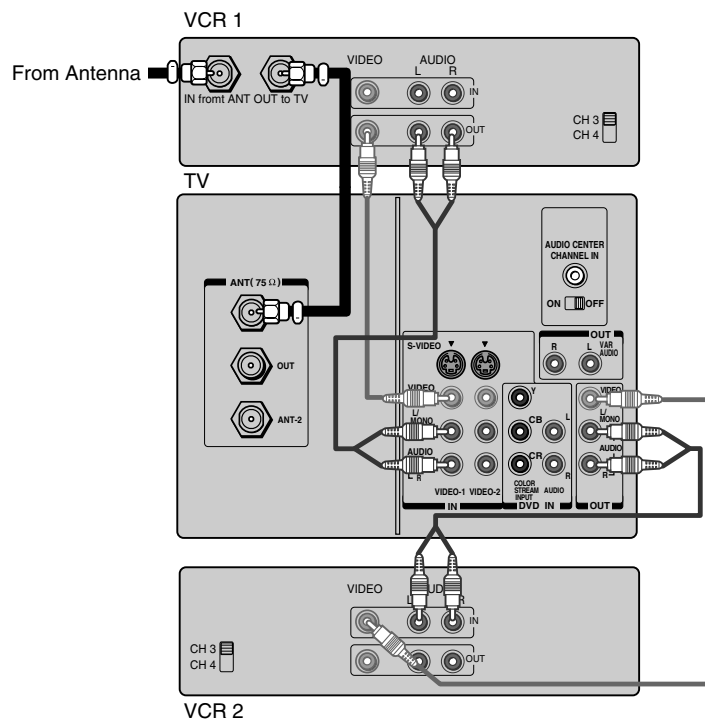 VCR 1
From Antenna
VIDEO AUDIO
L R
IN
IN fromt ANT OUT to TV
OUT
CH 3
CH 4
TV
AUDIO CENTER
CHANNEL IN
ON OFF
ANT( 75 Ω )
OUT
ANT-2
OUT
R L VAR
AUDIO
S-VIDEO
VIDEO
L/
MONO
AUDIO
L R
VIDEO-1 VIDEO-2
IN
Y
CB
CR
L
R
COLOR
STREAM
INPUT
AUDIO
DVD IN
VIDEO
L/
MONO
AUDIO
R
OUT
VIDEO
L R
IN
OUT
CH 3
CH 4
VCR 2